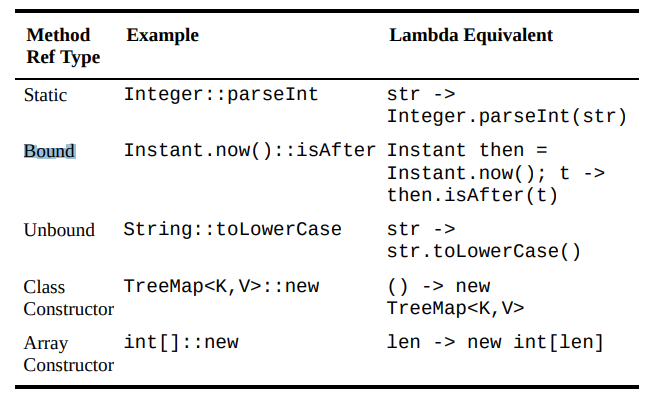 Method Ref Type Example Lambda Equivalent
Static Integer::parseInt str ->
Integer.parseInt(str)
Bound Instant.now()::isAfter Instant then =
Instant.now(); t ->
then.isAfter(t)
Unbound String::toLowerCase str ->
str.toLowerCase()
Class TreeMap<K,V>::new () -> new
Constructor TreeMap<K,V>
Array int[]::new len -> new int[len]
Constructor